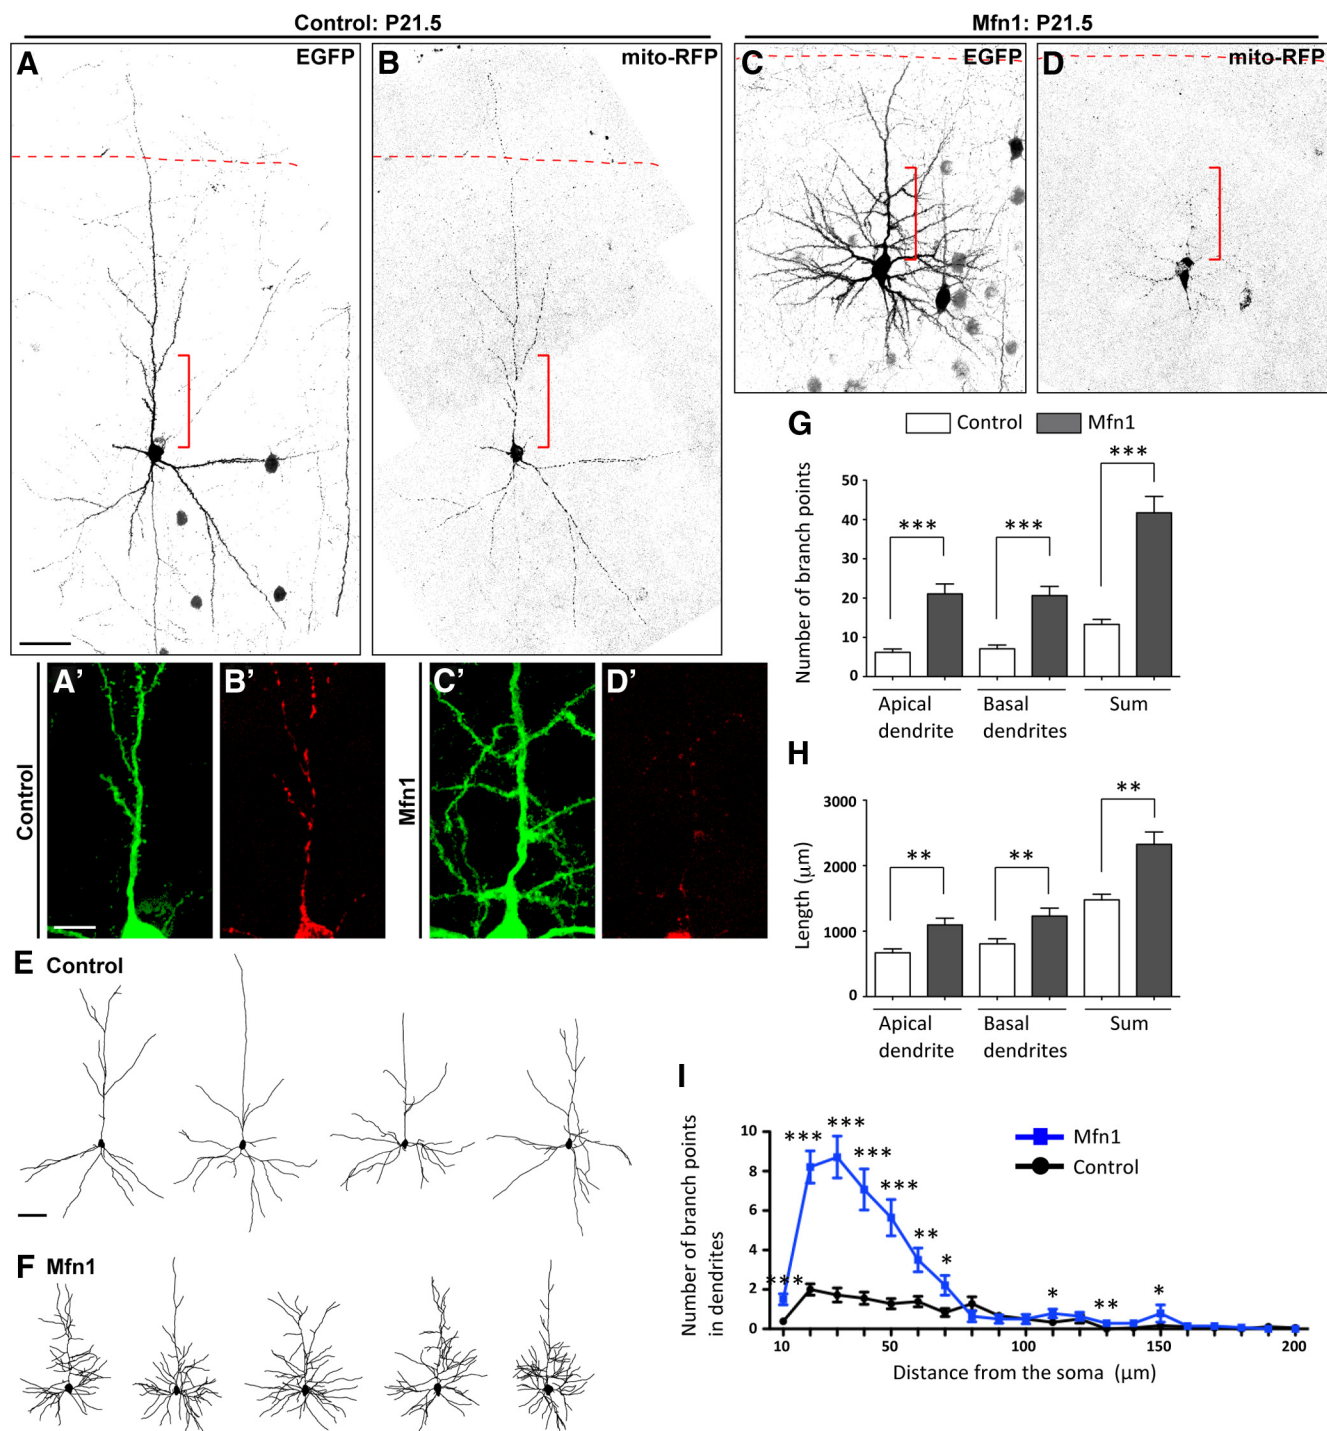 Control: P21.5
Mfn1: P21.5
A
EGFP
B
mito-RFP
C
EGFP
D
mito-RFP
Control
A’
B’
Mfn1
C’
D’
E Control
F Mfn1
G
Control
Mfn1
Number of branch points
50
40
30
20
10
0
***
***
***
Apical
dendrite
Basal
dendrites
Sum
H
Length (µm)
3000
2000
1000
0
**
**
**
Apical
dendrite
Basal
dendrites
Sum
I
Number of branch points
in dendrites
10
8
6
4
2
0
***
***
***
***
***
**
*
*
**
*
Mfn1
Control
10
50
100
150
200
Distance from the soma (µm)